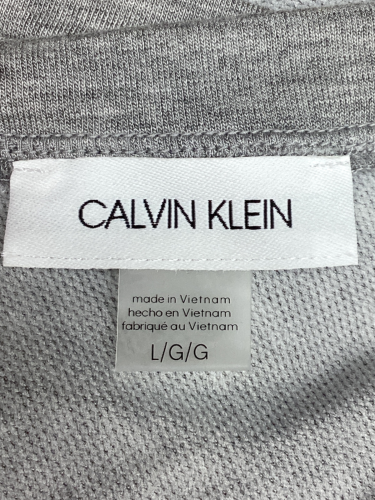 CALVIN KLEIN
made in Vietnam
hecho en Vietnam
fabriqué au Vietnam
L/G/G